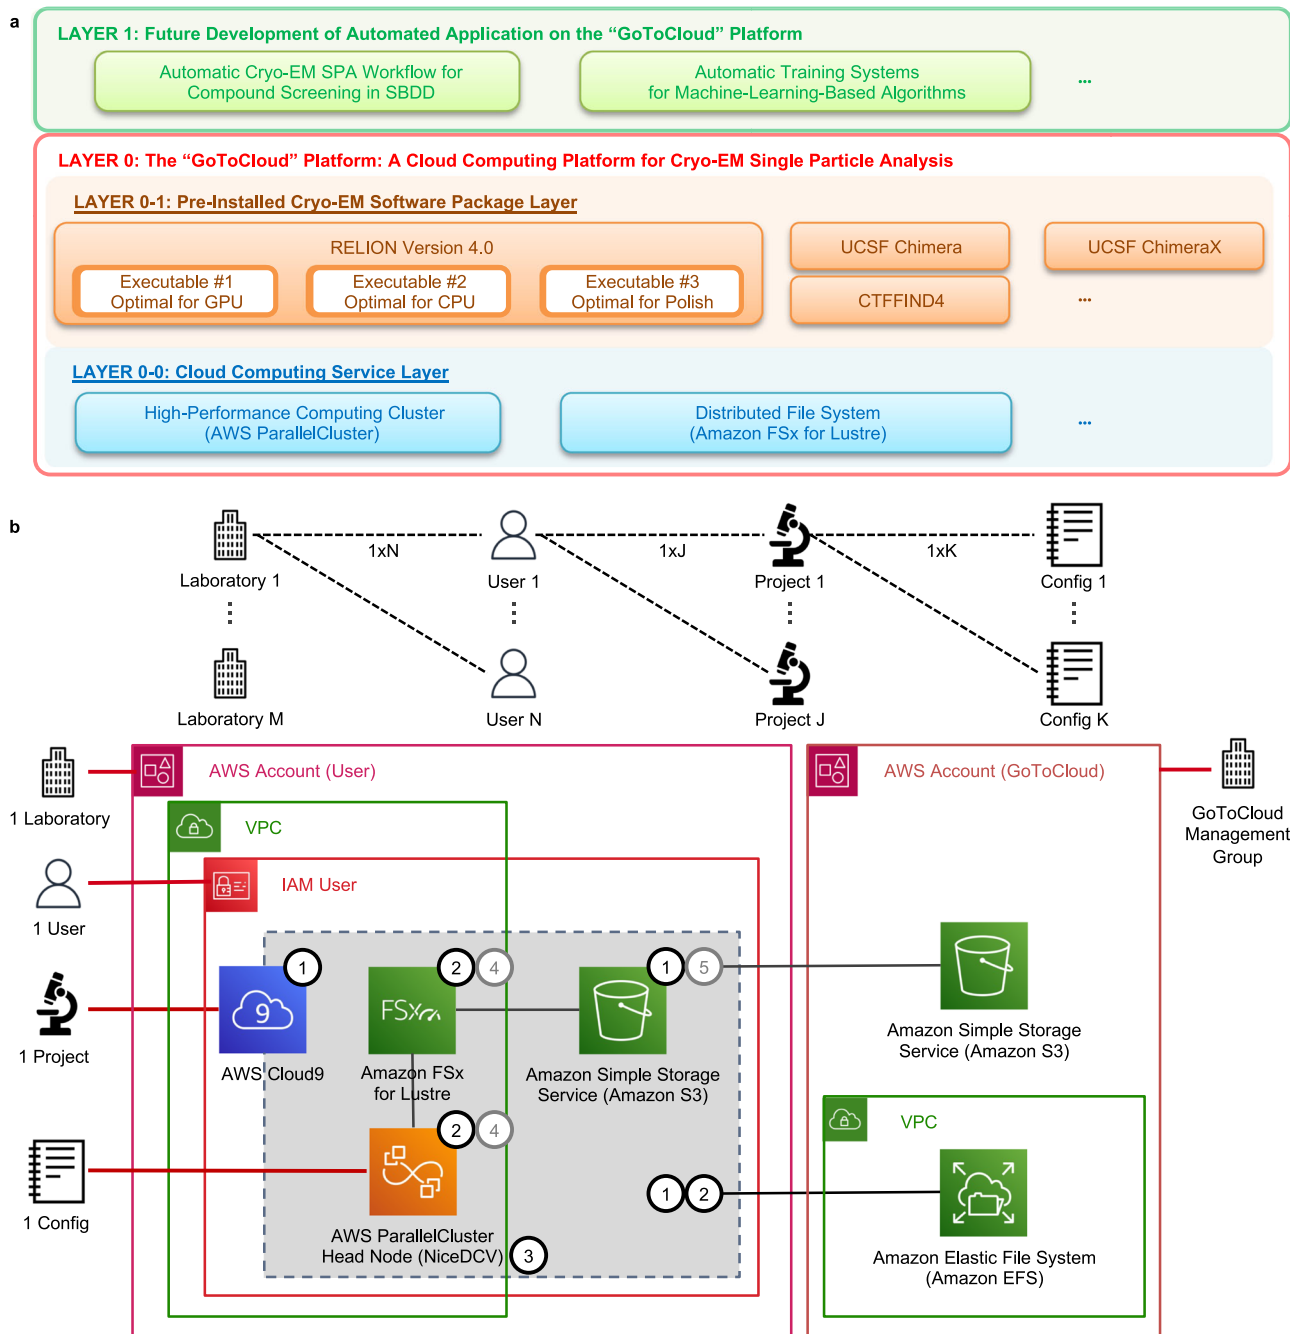 a
LAYER 1: Future Development of Automated Application on the “GoToCloud” Platform
Automatic Cryo-EM SPA Workflow for
Compound Screening in SBDD
Automatic Training Systems
for Machine-Learning-Based Algorithms
...
LAYER 0: The “GoToCloud” Platform: A Cloud Computing Platform for Cryo-EM Single Particle Analysis
LAYER 0-1: Pre-Installed Cryo-EM Software Package Layer
RELION Version 4.0
Executable #1
Optimal for GPU
Executable #2
Optimal for CPU
Executable #3
Optimal for Polish
UCSF Chimera
UCSF ChimeraX
CTFFIND4
...
LAYER 0-0: Cloud Computing Service Layer
High-Performance Computing Cluster
(AWS ParallelCluster)
Distributed File System
(Amazon FSx for Lustre)
...
b
1xN
1xJ
1xK
Laboratory 1
User 1
Project 1
Config 1
Laboratory M
User N
Project J
Config K
AWS Account (User)
AWS Account (GoToCloud)
1 Laboratory
GoToCloud
Management
Group
VPC
IAM User
1 User
1
2
4
1
5
9
FSx
1 Project
AWS Cloud9
Amazon FSx
for Lustre
Amazon Simple Storage
Service (Amazon S3)
Amazon Simple Storage
Service (Amazon S3)
VPC
2
4
1
2
1 Config
AWS ParallelCluster
Head Node (NiceDCV)
3
Amazon Elastic File System
(Amazon EFS)